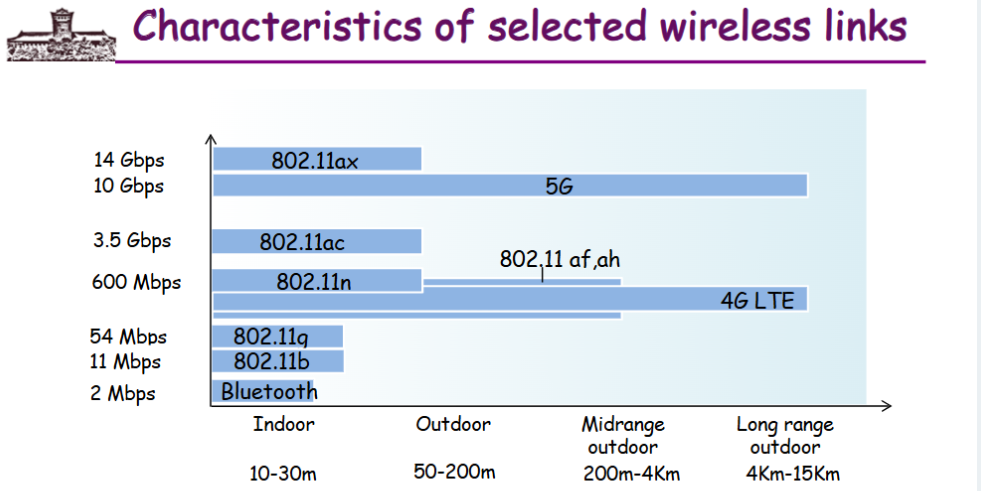 Characteristics of selected wireless links
14 Gbps
802.11ax
10 Gbps
5G
3.5 Gbps
802.11ac
802.11 af,ah
600 Mbps
802.11n
4G LTE
54 Mbps
802.11g
11 Mbps
802.11b
2 Mbps
Bluetooth
Indoor
Outdoor
Midrange
outdoor
Long range
outdoor
10-30m
50-200m
200m-4Km
4Km-15Km